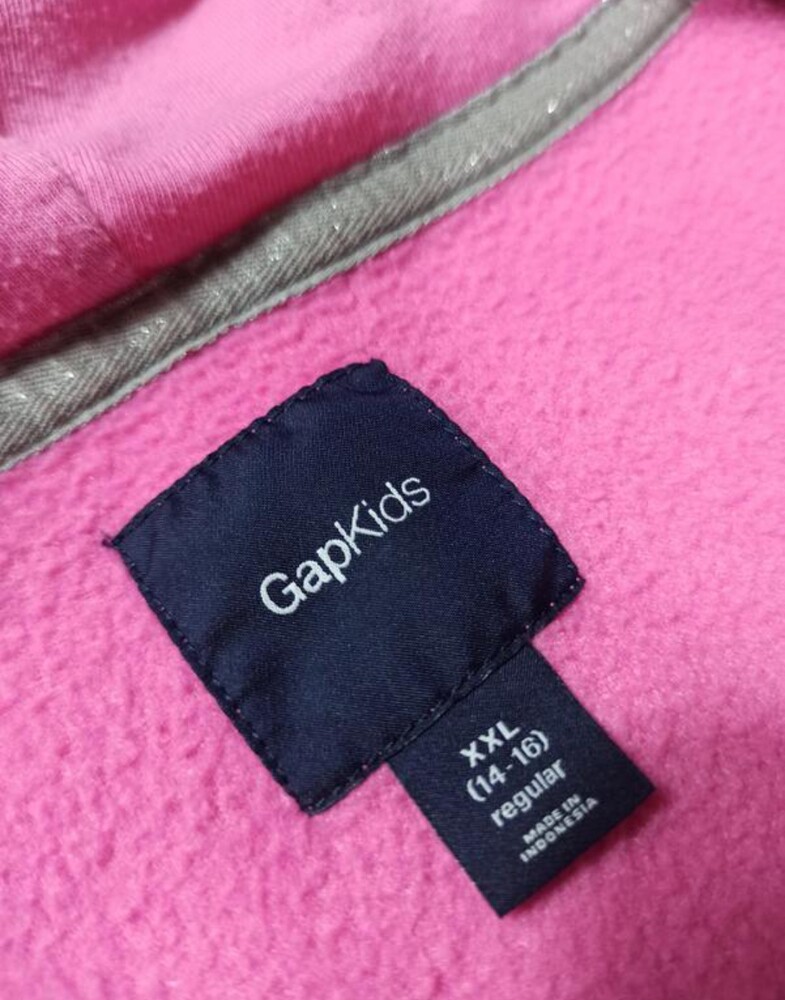 GapKids
XXL
(14-16)
regular
MADE IN
INDONESIA